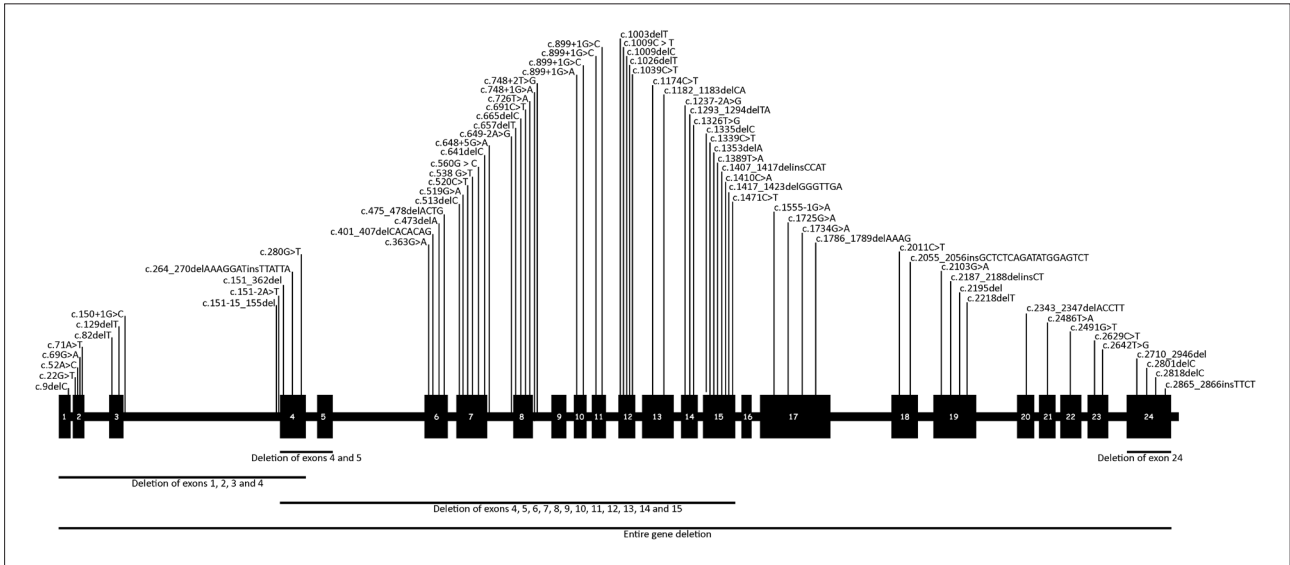 c.9delC
c.22G>T
c.52A>C
c.69G>A
c.71A>T
c.82delT
c.129delT
c.150+1G>C
c.151-15_155del
c.151-2A>T
c.151_362del
c.264_270delAAAGGATinsTTATTA
c.280G>T
c.363G>A
c.401_407delCACACAG
c.473delA
c.475_478delACTG
c.513delC
c.519G>A
c.520C>T
c.538 G>T
c.560G > C
c.641delC
c.648+5G>A
c.649-2A>G
c.657delT
c.665delC
c.691C>T
c.726T>A
c.748+1G>A
c.748+2T>G
c.899+1G>A
c.899+1G>C
c.899+1G>C
c.899+1G>C
c.1003delT
c.1009C > T
c.1009delC
c.1026delT
c.1039C>T
c.1174C>T
c.1182_1183delCA
c.1237-2A>G
c.1293_1294delTA
c.1326T>G
c.1335delC
c.1339C>T
c.1353delA
c.1389T>A
c.1407_1417delinsCCAT
c.1410C>A
c.1417_1423delGGGTTGA
c.1471C>T
c.1555-1G>A
c.1725G>A
c.1734G>A
c.1786_1789delAAAG
c.2011C>T
c.2055_2056insGCTCTCAGATATGGAGTCT
c.2103G>A
c.2187_2188delinsCT
c.2195del
c.2218delT
c.2343_2347delACCTT
c.2486T>A
c.2491G>T
c.2629C>T
c.2642T>G
c.2710_2946del
c.2801delC
c.2818delC
c.2865_2866insTTCT
1 2 3 4 5 6 7 8 9 10 11 12 13 14 15 16 17 18 19 20 21 22 23 24
Deletion of exons 4 and 5
Deletion of exon 24
Deletion of exons 1, 2, 3 and 4
Deletion of exons 4, 5, 6, 7, 8, 9, 10, 11, 12, 13, 14 and 15
Entire gene deletion